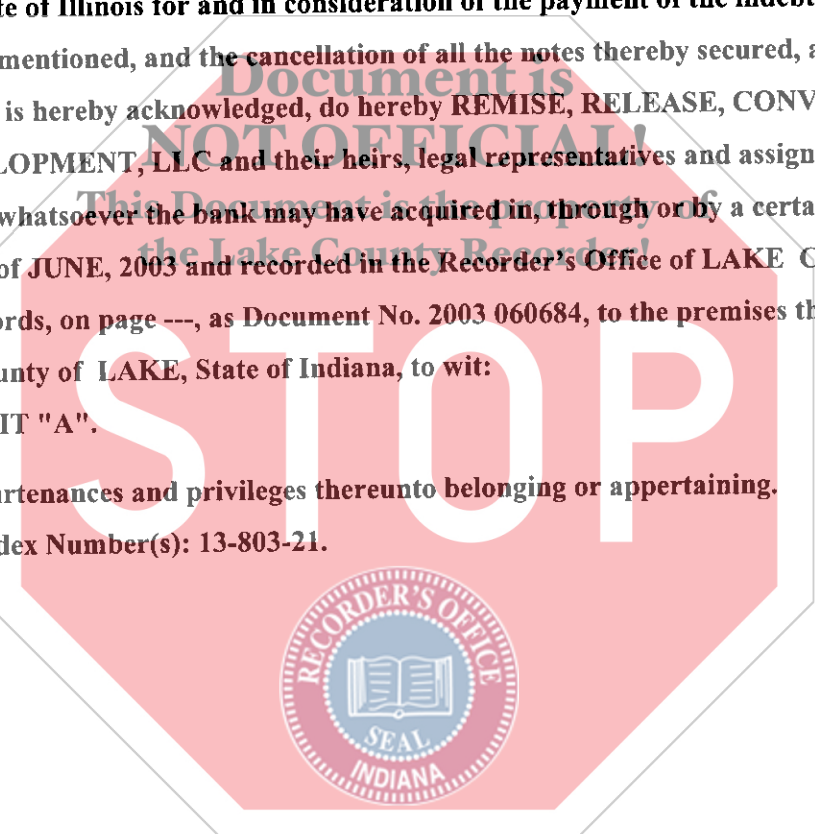 te of Illinois for and in consideration of the payment of the indebt
mentioned, and the cancellation of all the notes thereby secured, a
Document is
is hereby acknowledged, do hereby REMISE, RELEASE, CONV
NOT OFFICIAL!
LOPMENT, LLC and their heirs, legal representatives and assign
This Document is the property of
whatsoever the bank may have acquired in, through or by a certa
the Lake County Recorder!
of JUNE, 2003 and recorded in the Recorder's Office of LAKE C
ords, on page ---, as Document No. 2003 060684, to the premises th
unty of LAKE, State of Indiana, to wit:
IT "A".
STOP
rtenances and privileges thereunto belonging or appertaining.
dex Number(s): 13-803-21.
RECORDER'S OFFICE
SEAL
INDIANA